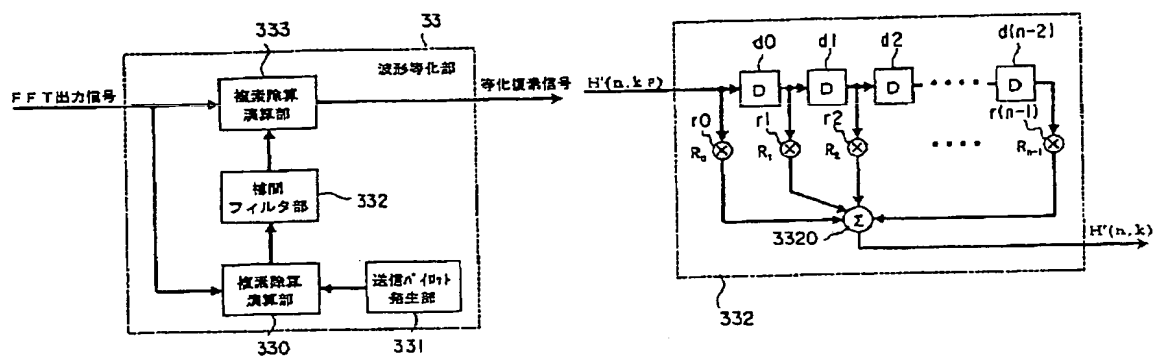 333
33
波形等化部
FFT出力信号
複素除算
演算部
等化復素信号
補間
フィルタ部
332
複素除算
演算部
送信パイロット
発生部
330
331
d0
d1
d2
d(n-2)
H'(n,kp)
D
D
D
D
r0
r1
r2
r(n-1)
R0
R1
R2
Rn-1
Σ
3320
H'(n,k)
332